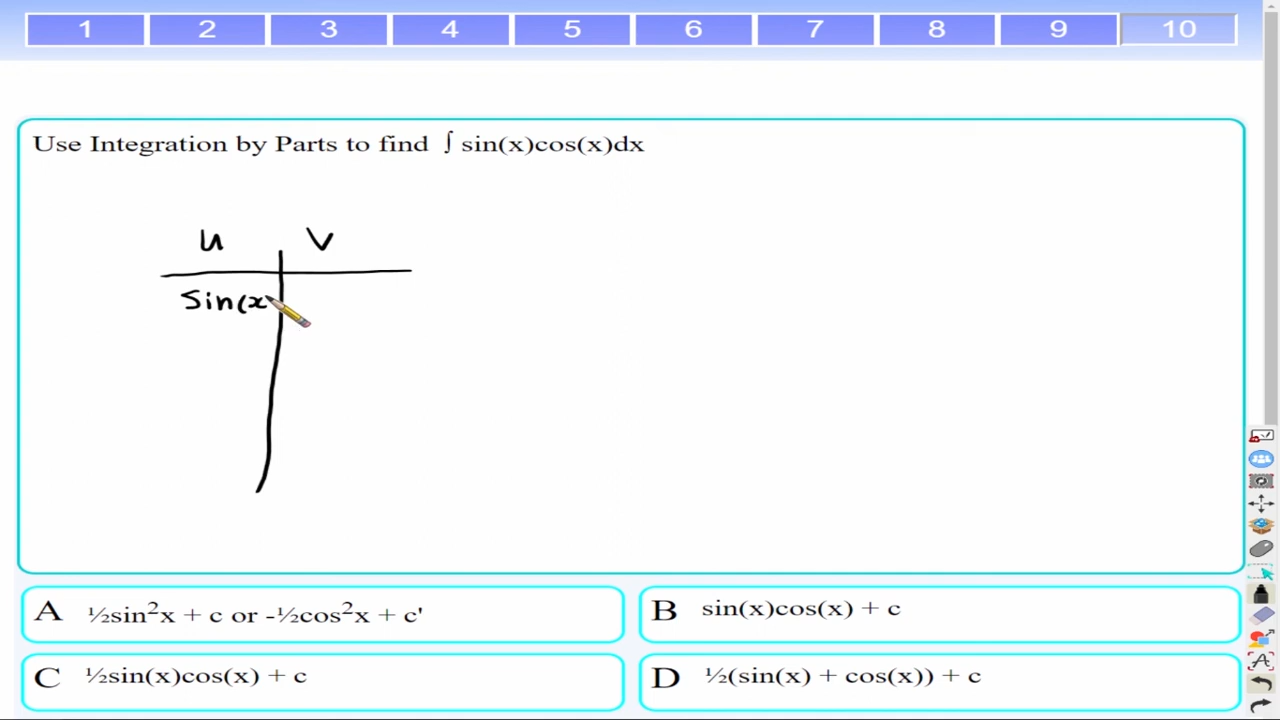 1 2 3 4 5 6 7 8 9 10
Use Integration by Parts to find ∫ sin(x)cos(x)dx
u v
Sin(x
A ½sin²x + c or -½cos²x + c'
B sin(x)cos(x) + c
C ½sin(x)cos(x) + c
D ½(sin(x) + cos(x)) + c